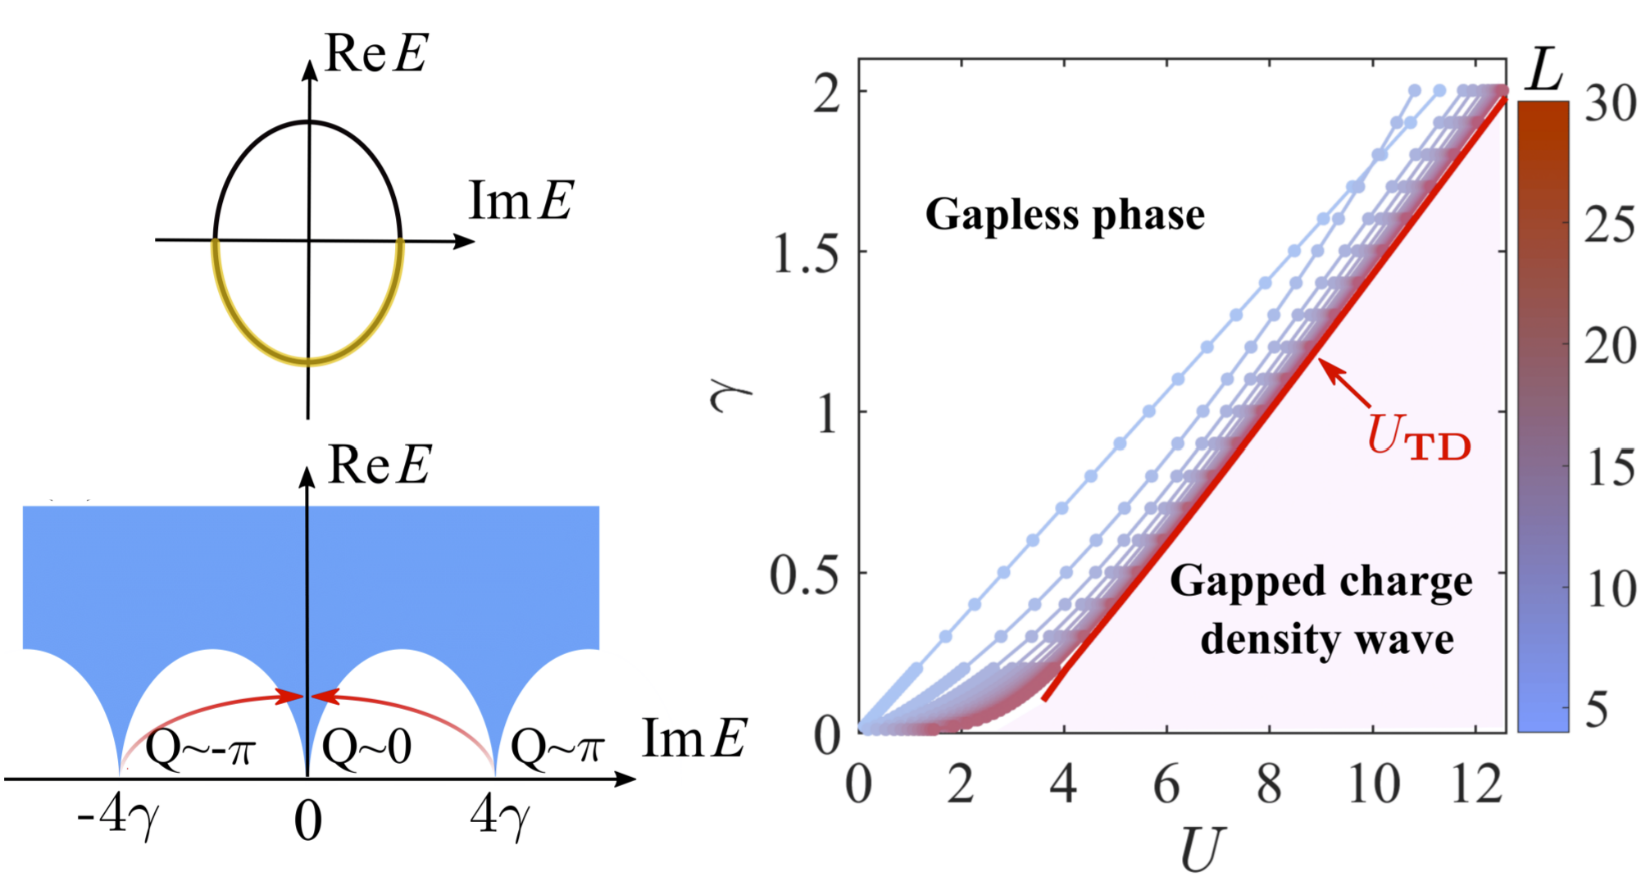 Re E
Im E
Re E
Q~-π
Q~0
Q~π
Im E
-4γ
0
4γ
L
2
1.5
1
0.5
0
γ
Gapless phase
U_TD
Gapped charge
density wave
0 2 4 6 8 10 12
U
30
25
20
15
10
5